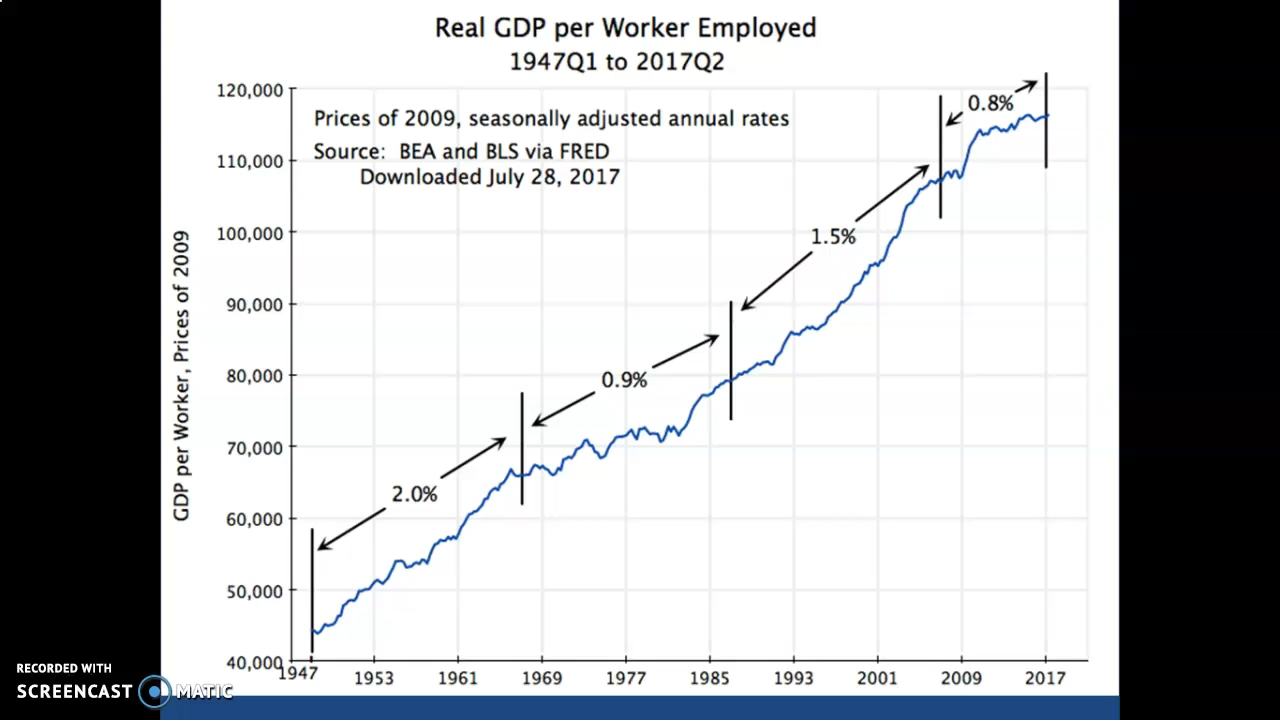 Real GDP per Worker Employed
1947Q1 to 2017Q2
120,000
110,000
100,000
90,000
80,000
70,000
60,000
50,000
40,000
GDP per Worker, Prices of 2009
Prices of 2009, seasonally adjusted annual rates
Source: BEA and BLS via FRED
Downloaded July 28, 2017
2.0%
0.9%
1.5%
0.8%
1947 1953 1961 1969 1977 1985 1993 2001 2009 2017
RECORDED WITH
SCREENCAST MATIC